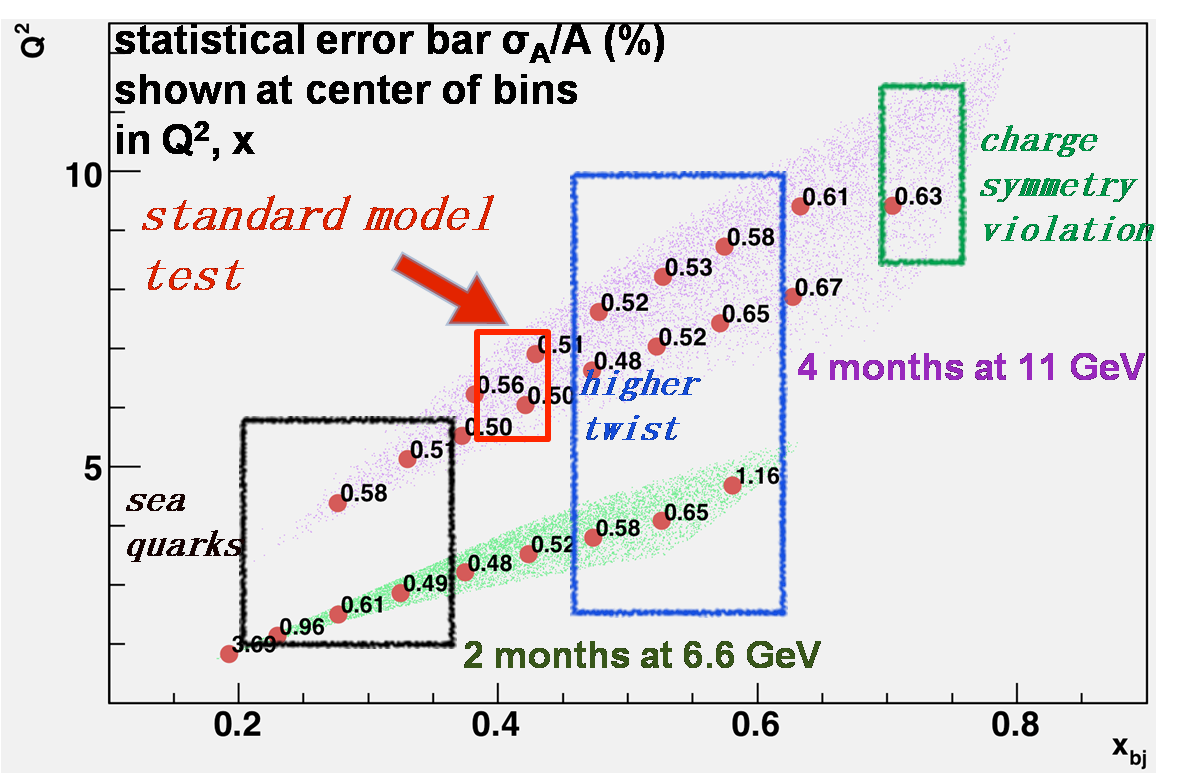 Q²
statistical error bar σ_A/A (%)
shown at center of bins
in Q², x
10
5
standard model
test
charge
symmetry
violation
0.61
0.63
0.58
0.53
0.52
0.67
0.65
0.52
0.48
0.51
0.56
0.50
4 months at 11 GeV
higher
twist
0.50
0.51
0.58
sea
quarks
1.16
0.65
0.58
0.52
0.48
0.49
0.61
0.96
3.69
2 months at 6.6 GeV
0.2 0.4 0.6 0.8
x_bj